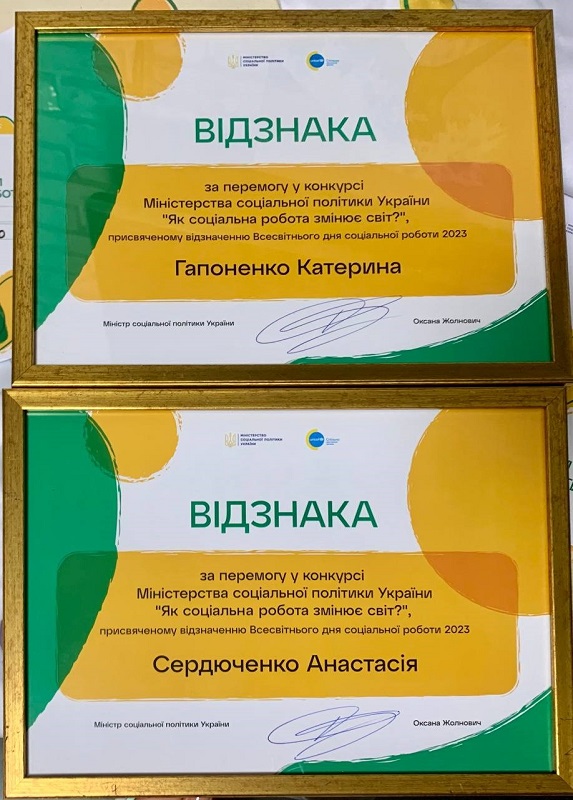 МІНІСТЕРСТВО
СОЦІАЛЬНОЇ ПОЛІТИКИ
УКРАЇНИ
unicef
ВІДЗНАКА
за перемогу у конкурсі
Міністерства соціальної політики України
"Як соціальна робота змінює світ?",
присвяченому відзначенню Всесвітнього дня соціальної роботи 2023
Гапоненко Катерина
Міністр соціальної політики України
Оксана Жолнович
МІНІСТЕРСТВО
СОЦІАЛЬНОЇ ПОЛІТИКИ
УКРАЇНИ
unicef
ВІДЗНАКА
за перемогу у конкурсі
Міністерства соціальної політики України
"Як соціальна робота змінює світ?",
присвяченому відзначенню Всесвітнього дня соціальної роботи 2023
Сердюченко Анастасія
Міністр соціальної політики України
Оксана Жолнович